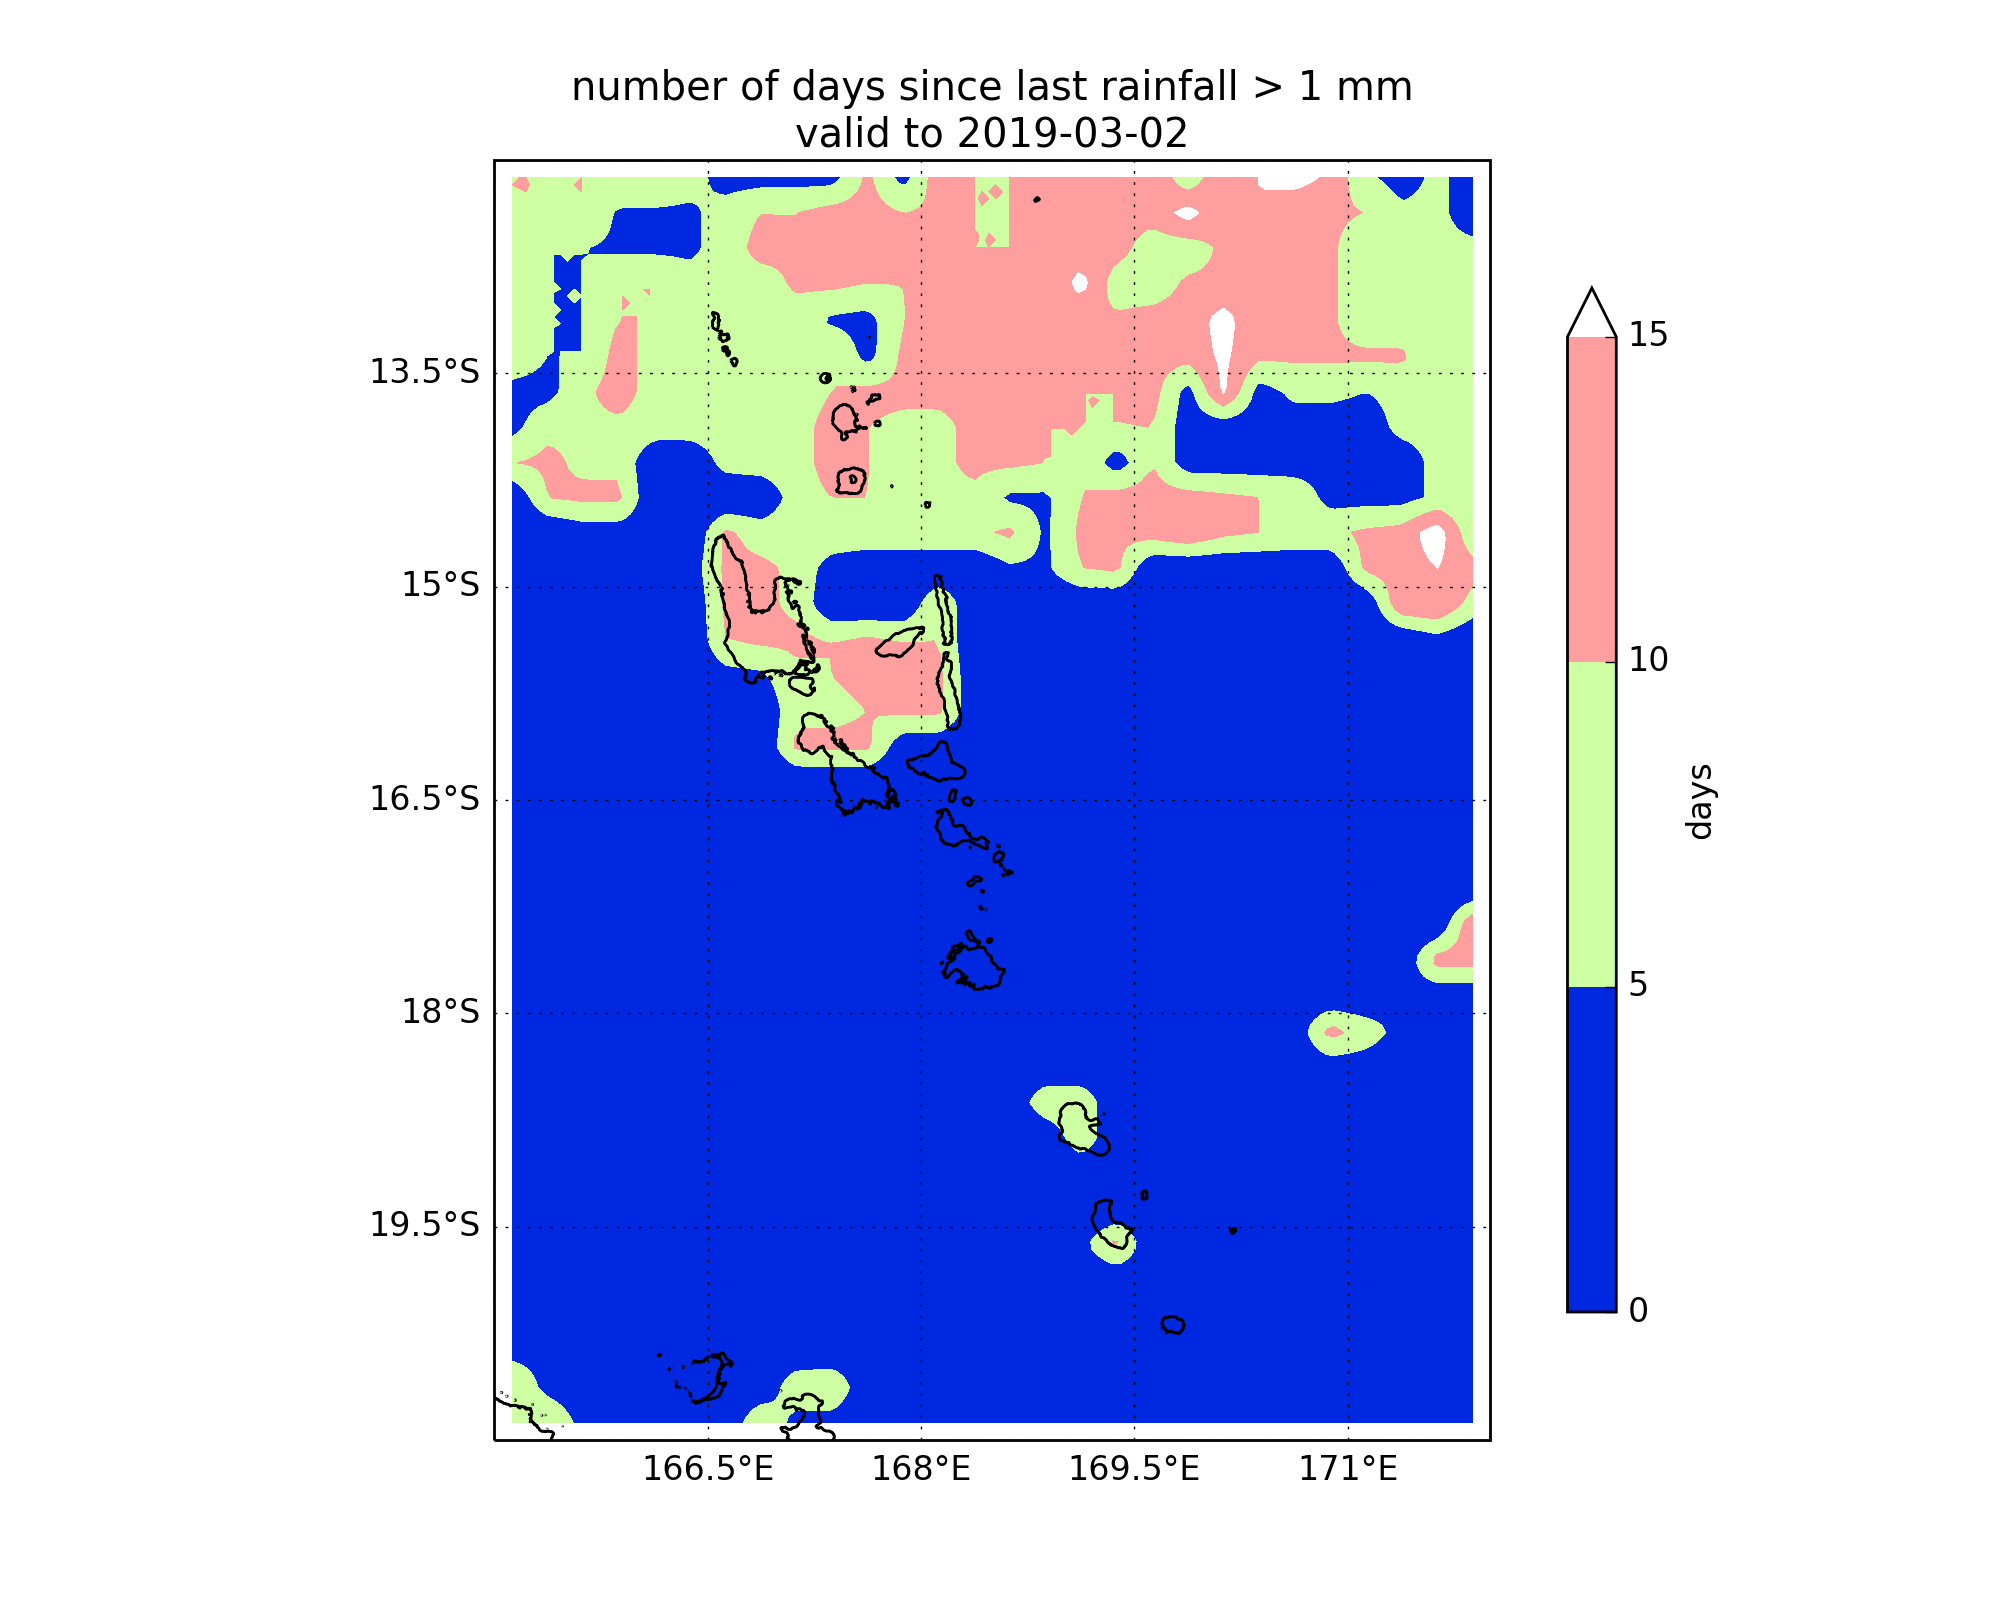 number of days since last rainfall > 1 mm
valid to 2019-03-02
13.5°S
15°S
16.5°S
18°S
19.5°S
166.5°E
168°E
169.5°E
171°E
15
10
5
0
days